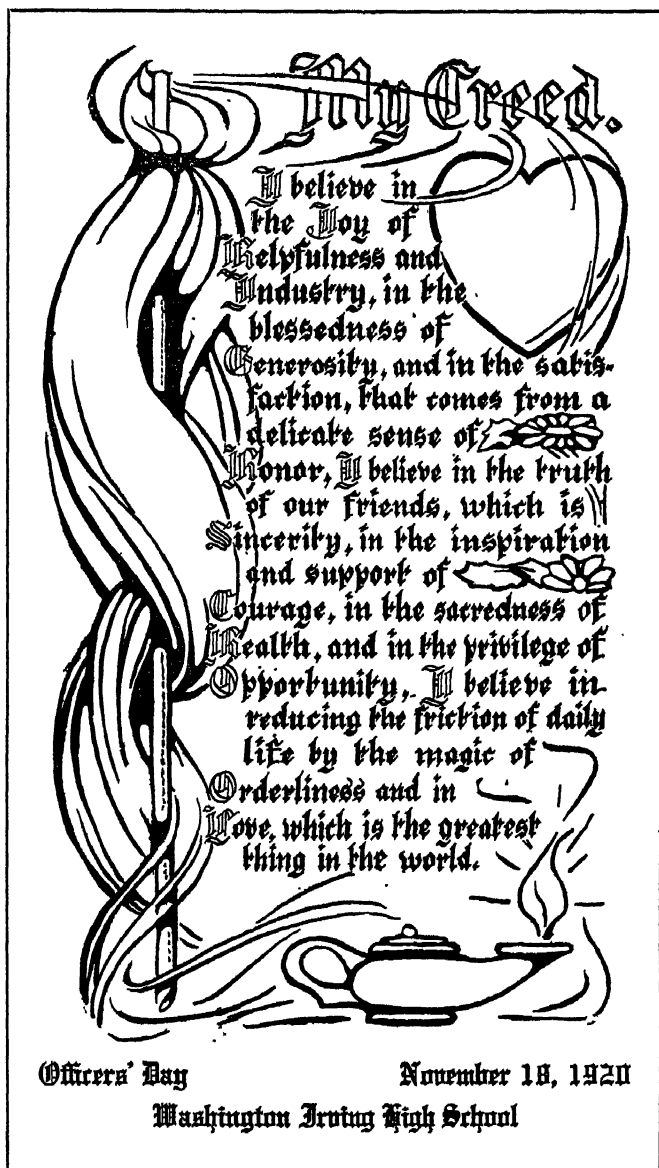 My Creed.
I believe in
the Joy of
Helpfulness and
Industry, in the
blessedness of
Generosity, and in the satis-
faction, that comes from a
delicate sense of
Honor, I believe in the truth
of our friends, which is
Sincerity, in the inspiration
and support of
Courage, in the sacredness of
Health, and in the privilege of
Opportunity, I believe in
reducing the friction of daily
life by the magic of
Orderliness and in
Love, which is the greatest
thing in the world.
Officers' Day November 18, 1920
Washington Irving High School